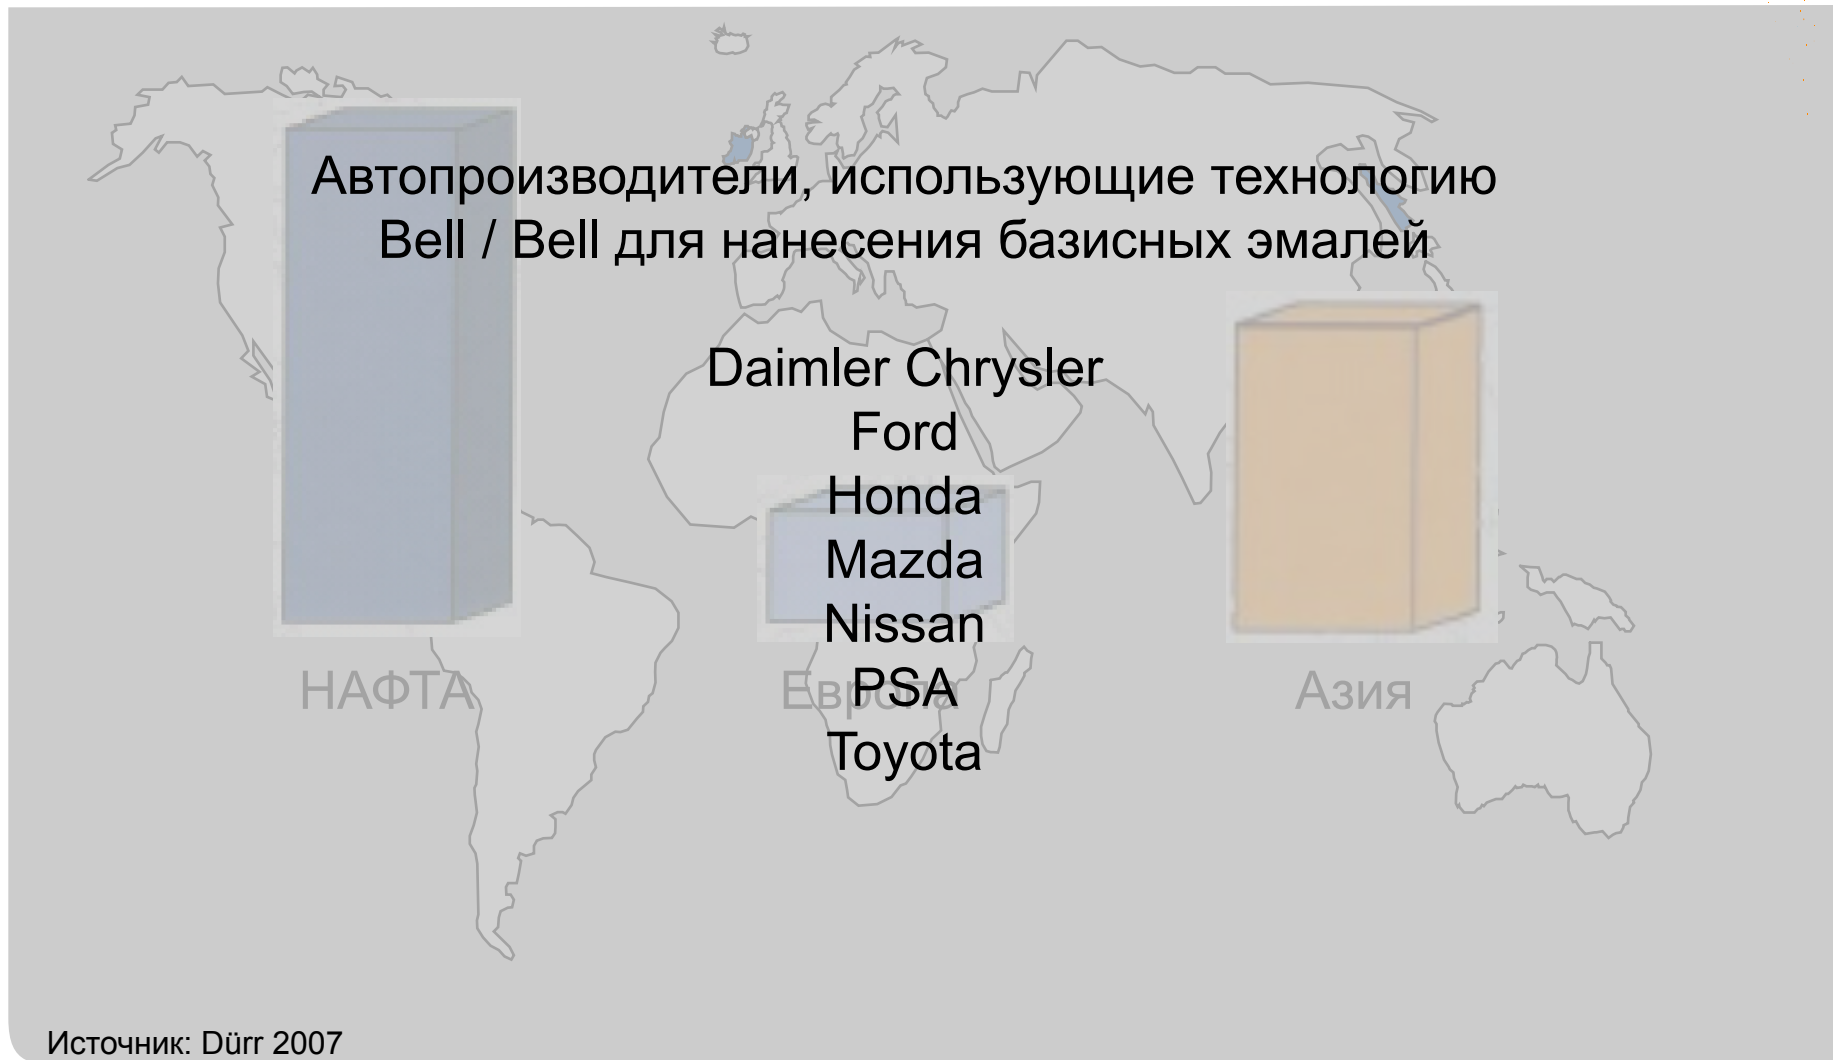 Автопроизводители, использующие технологию
Bell / Bell для нанесения базисных эмалей
Daimler Chrysler
Ford
Honda
Mazda
Nissan
PSA
Toyota
НАФТА
Европа
Азия
Источник: Dürr 2007